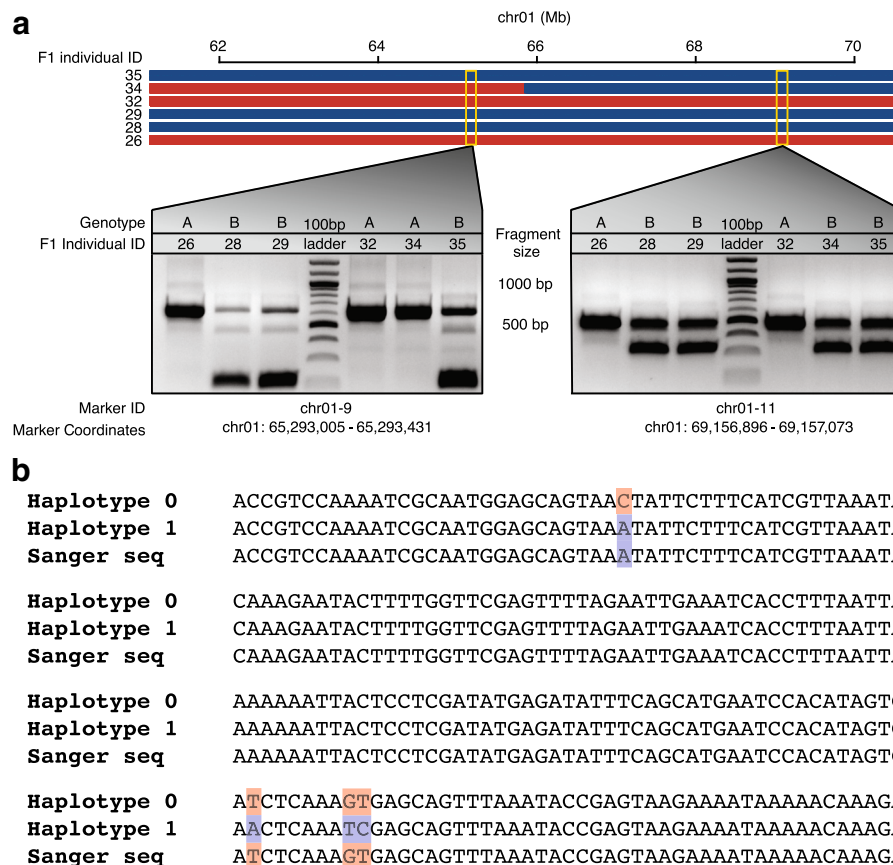 a
chr01 (Mb)
62 64 66 68 70
F1 individual ID
35
34
32
29
28
26
Genotype A B B 100bp A A B
F1 Individual ID 26 28 29 ladder 32 34 35
Fragment size
1000 bp
500 bp
A B B 100bp A B B
26 28 29 ladder 32 34 35
Marker ID chr01-9 chr01-11
Marker Coordinates chr01: 65,293,005 - 65,293,431 chr01: 69,156,896 - 69,157,073
b
Haplotype 0 ACCGTCCAAAATCGCAATGGAGCAGTAACTATTCTTTCATCGTTAAAT
Haplotype 1 ACCGTCCAAAATCGCAATGGAGCAGTAAATATTCTTTCATCGTTAAAT
Sanger seq ACCGTCCAAAATCGCAATGGAGCAGTAAATATTCTTTCATCGTTAAAT
Haplotype 0 CAAAGAATACTTTTGGTTCGAGTTTTAGAATTGAAATCACCTTTAATT
Haplotype 1 CAAAGAATACTTTTGGTTCGAGTTTTAGAATTGAAATCACCTTTAATT
Sanger seq CAAAGAATACTTTTGGTTCGAGTTTTAGAATTGAAATCACCTTTAATT
Haplotype 0 AAAAAATTACTCCTCGATATGAGATATTTCAGCATGAATCCACATAGT
Haplotype 1 AAAAAATTACTCCTCGATATGAGATATTTCAGCATGAATCCACATAGT
Sanger seq AAAAAATTACTCCTCGATATGAGATATTTCAGCATGAATCCACATAGT
Haplotype 0 ATCTCAAAGTGAGCAGTTTAAATACCGAGTAAGAAAATAAAAACAAAG
Haplotype 1 AACTCAAATCGAGCAGTTTAAATACCGAGTAAGAAAATAAAAACAAAG
Sanger seq ATCTCAAAGTGAGCAGTTTAAATACCGAGTAAGAAAATAAAAACAAAG